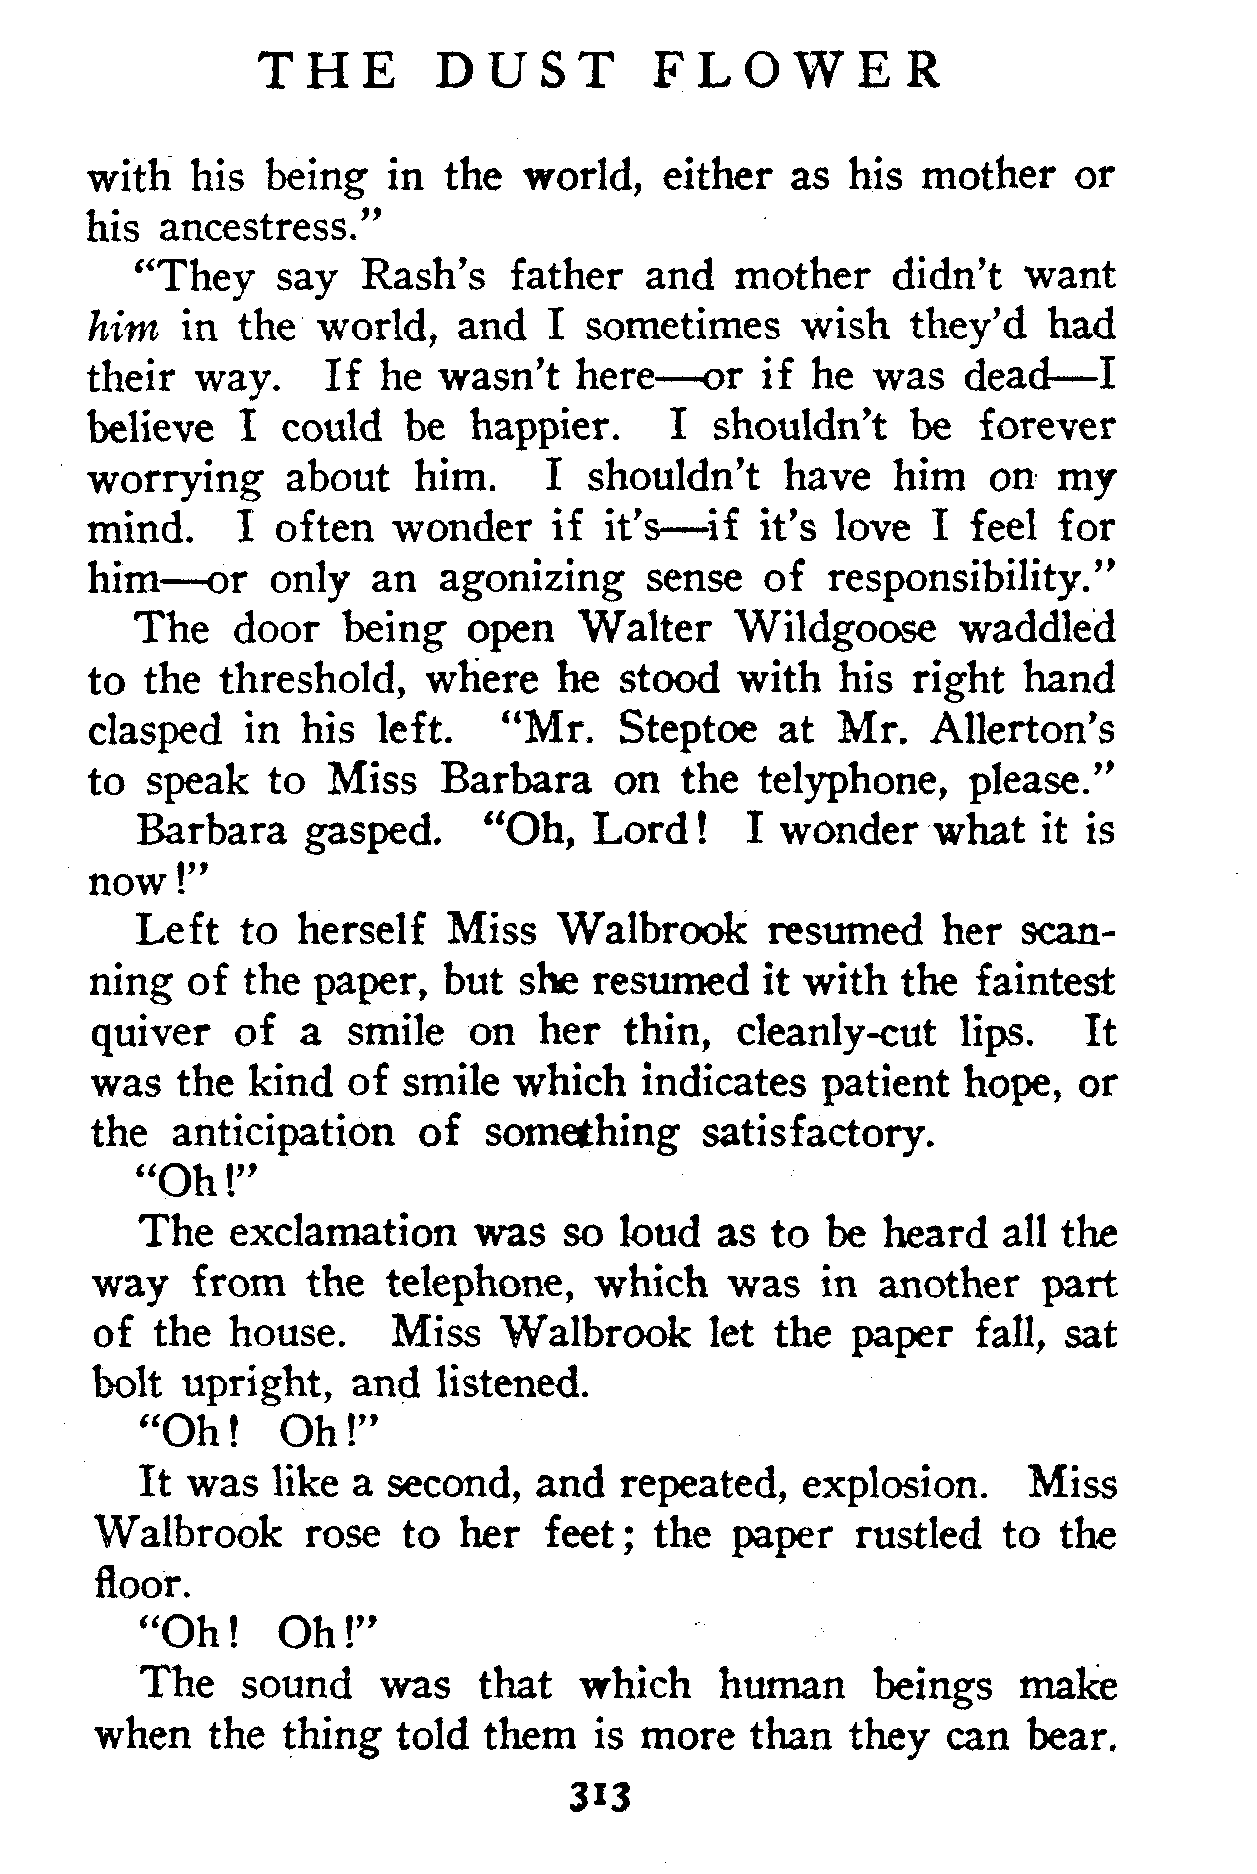 THE DUST FLOWER
with his being in the world, either as his mother or
his ancestress.”
“They say Rash’s father and mother didn’t want
him in the world, and I sometimes wish they’d had
their way. If he wasn’t here—or if he was dead—I
believe I could be happier. I shouldn’t be forever
worrying about him. I shouldn’t have him on my
mind. I often wonder if it’s—if it’s love I feel for
him—or only an agonizing sense of responsibility.”
The door being open Walter Wildgoose waddled
to the threshold, where he stood with his right hand
clasped in his left. “Mr. Steptoe at Mr. Allerton’s
to speak to Miss Barbara on the telyphone, please.”
Barbara gasped. “Oh, Lord! I wonder what it is
now!”
Left to herself Miss Walbrook resumed her scan-
ning of the paper, but she resumed it with the faintest
quiver of a smile on her thin, cleanly-cut lips. It
was the kind of smile which indicates patient hope, or
the anticipation of something satisfactory.
“Oh!”
The exclamation was so loud as to be heard all the
way from the telephone, which was in another part
of the house. Miss Walbrook let the paper fall, sat
bolt upright, and listened.
“Oh! Oh!”
It was like a second, and repeated, explosion. Miss
Walbrook rose to her feet; the paper rustled to the
floor.
“Oh! Oh!”
The sound was that which human beings make
when the thing told them is more than they can bear.
313